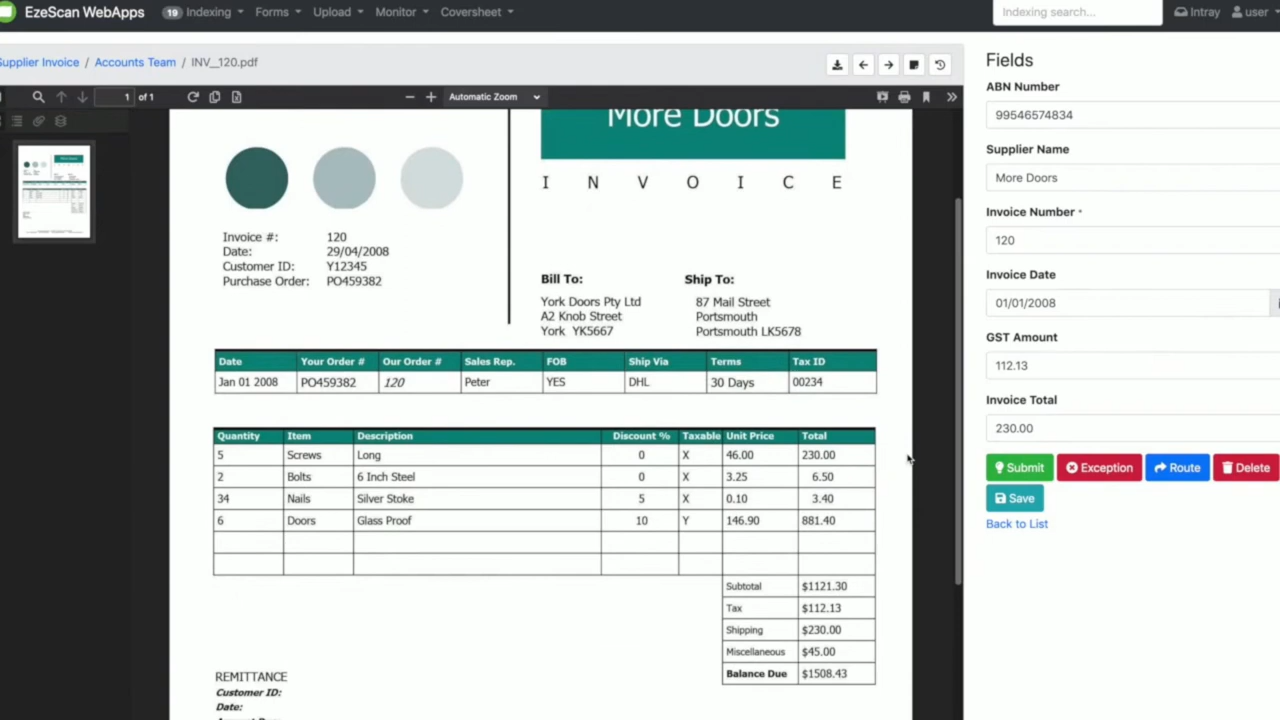 EzeScan WebApps 19 Indexing Forms Upload Monitor Coversheet Indexing search... Intray user
Supplier Invoice / Accounts Team / INV__120.pdf
1 of 1 Automatic Zoom
More Doors
I N V O I C E
Invoice #: 120
Date: 29/04/2008
Customer ID: Y12345
Purchase Order: PO459382
Bill To: Ship To:
York Doors Pty Ltd 87 Mail Street
A2 Knob Street Portsmouth
York YK5667 Portsmouth LK5678
Date Your Order # Our Order # Sales Rep. FOB Ship Via Terms Tax ID
Jan 01 2008 PO459382 120 Peter YES DHL 30 Days 00234
Quantity Item Description Discount % Taxable Unit Price Total
5 Screws Long 0 X 46.00 230.00
2 Bolts 6 Inch Steel 0 X 3.25 6.50
34 Nails Silver Stoke 5 X 0.10 3.40
6 Doors Glass Proof 10 Y 146.90 881.40
Subtotal $1121.30
Tax $112.13
Shipping $230.00
Miscellaneous $45.00
Balance Due $1508.43
REMITTANCE
Customer ID:
Date:
Fields
ABN Number
99546574834
Supplier Name
More Doors
Invoice Number *
120
Invoice Date
01/01/2008
GST Amount
112.13
Invoice Total
230.00
Submit Exception Route Delete
Save
Back to List